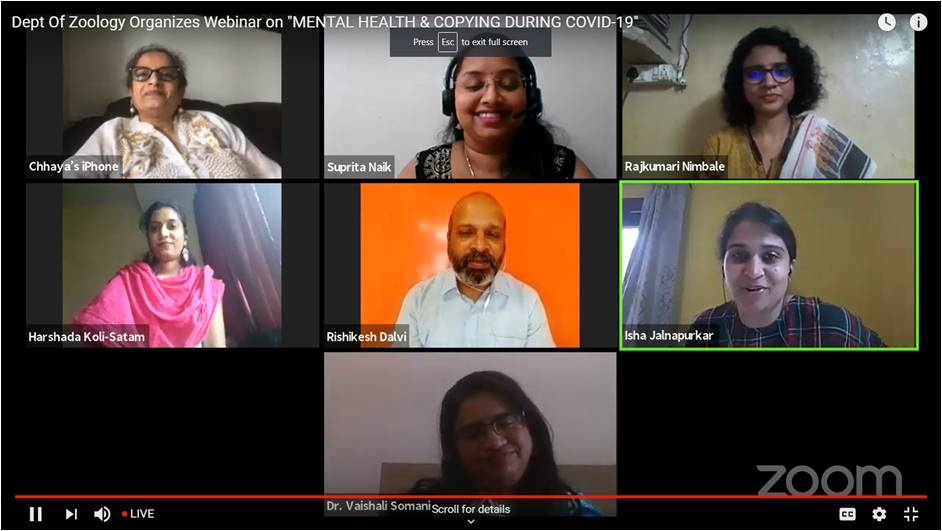 Dept Of Zoology Organizes Webinar on "MENTAL HEALTH & COPYING DURING COVID-19"
Press Esc to exit full screen
Chhaya's iPhone
Suprita Naik
Rajkumari Nimbale
Harshada Koli-Satam
Rishikesh Dalvi
Isha Jalnapurkar
zoom
Dr. Vaishali Somani
Scroll for details
LIVE
CC